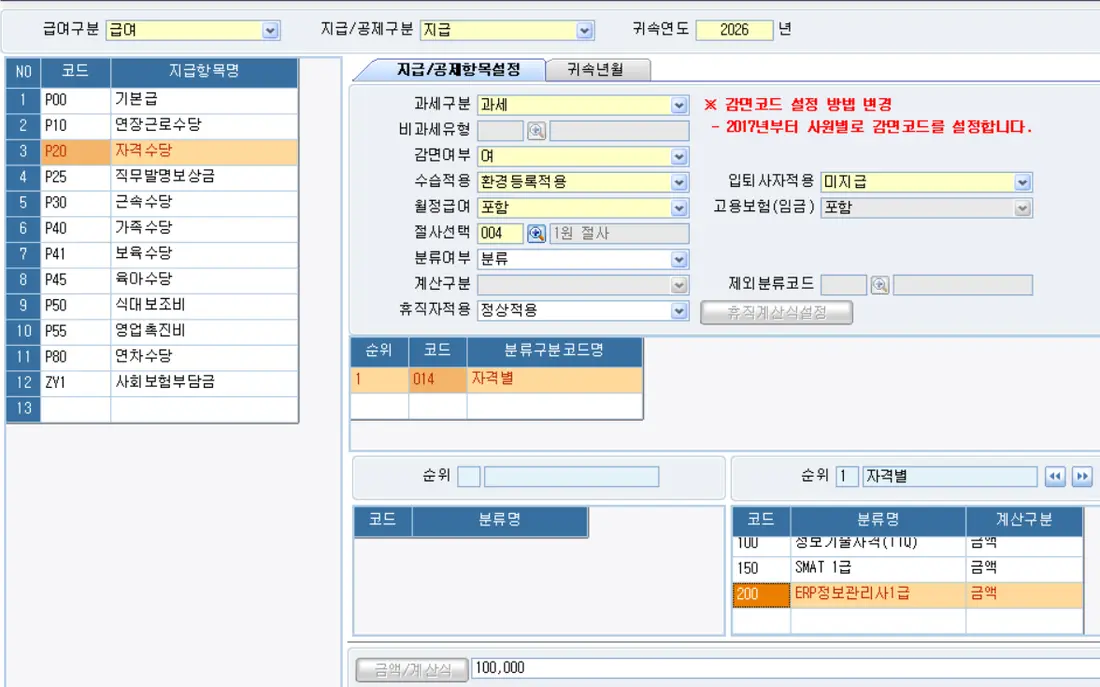 급여구분 급여 지급/공제구분 지급 귀속연도 2026 년
NO 코드 지급항목명
1 P00 기본급
2 P10 연장근로수당
3 P20 자격수당
4 P25 직무발명보상금
5 P30 근속수당
6 P40 가족수당
7 P41 보육수당
8 P45 육아수당
9 P50 식대보조비
10 P55 영업촉진비
11 P80 연차수당
12 ZY1 사회보험부담금
13
지급/공제항목설정 귀속년월
과세구분 과세
※ 감면코드 설정 방법 변경
비과세유형
- 2017년부터 사원별로 감면코드를 설정합니다.
감면여부 여
수습적용 환경등록적용 입퇴사자적용 미지급
월정급여 포함 고용보험(임금) 포함
절사선택 004 1원 절사
분류여부 분류
계산구분 제외분류코드
휴직자적용 정상적용 휴직계산식설정
순위 코드 분류구분코드명
1 014 자격별
순위
코드 분류명
순위 1 자격별
코드 분류명 계산구분
100 정보기술자격(ITQ) 금액
150 SMAT 1급 금액
200 ERP정보관리사1급 금액
금액/계산식 100,000